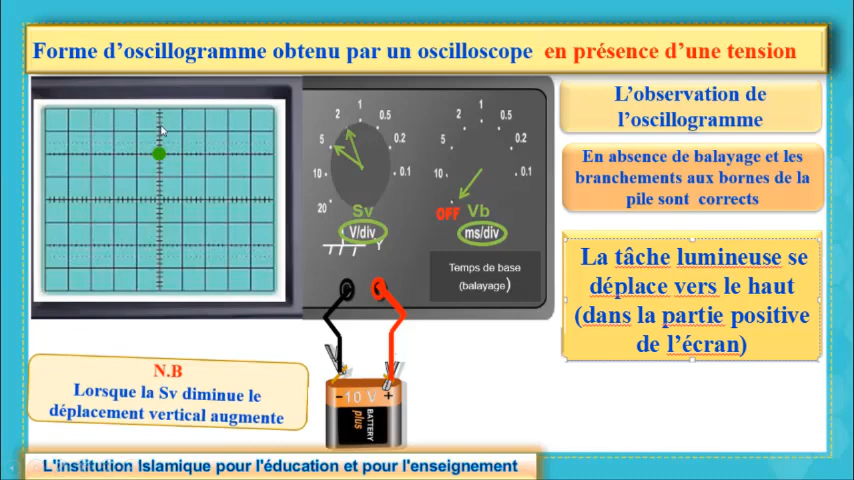 Forme d’oscillogramme obtenu par un oscilloscope en présence d’une tension
L’observation de
l’oscillogramme
En absence de balayage et les
branchements aux bornes de la
pile sont corrects
La tâche lumineuse se
déplace vers le haut
(dans la partie positive
de l’écran)
1
2
0.5
5
0.2
10
0.1
20
Sv
V/div
Y
1
2
0.5
5
0.2
10
0.1
OFF Vb
ms/div
Temps de base
(balayage)
- 10 V +
BATTERY
plus
N.B
Lorsque la Sv diminue le
déplacement vertical augmente
L'institution Islamique pour l'éducation et pour l'enseignement